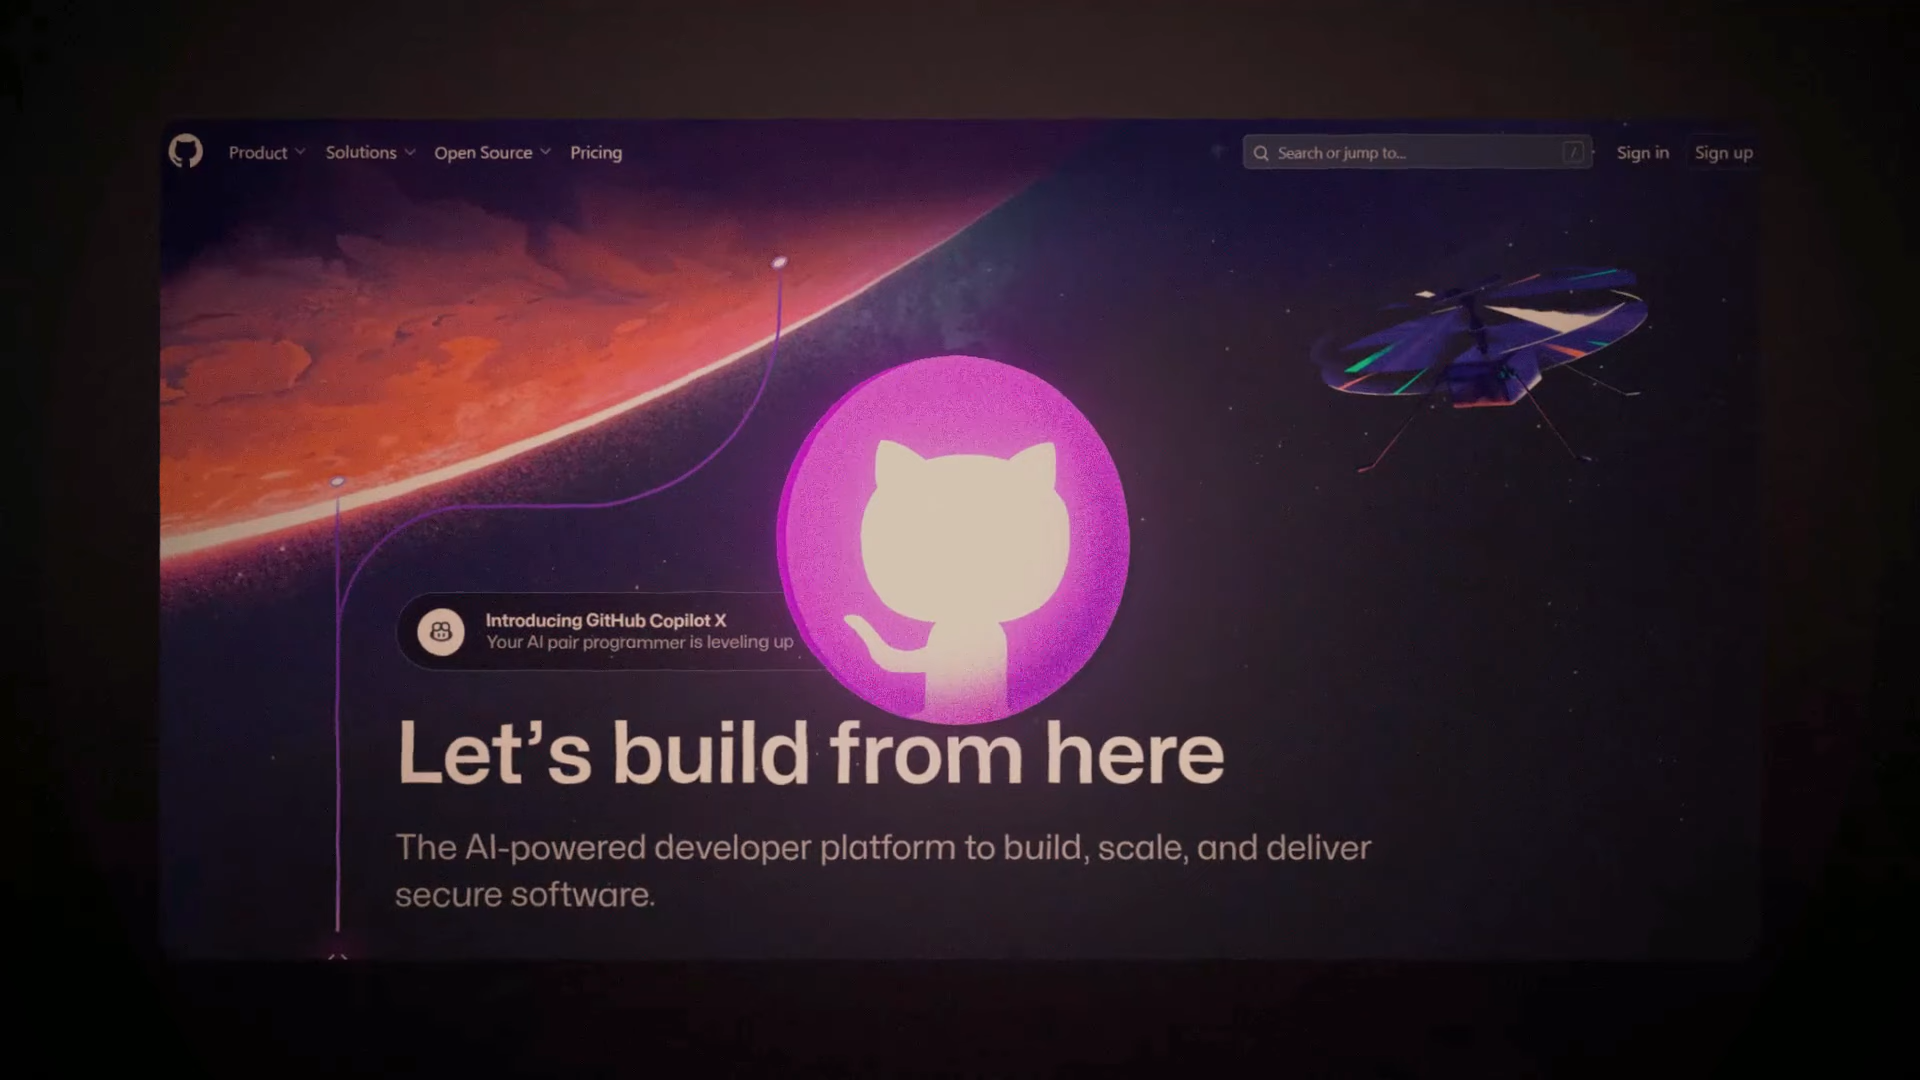 Product Solutions Open Source Pricing Search or jump to... / Sign in Sign up
Introducing GitHub Copilot X
Your AI pair programmer is leveling up
Let's build from here
The AI-powered developer platform to build, scale, and deliver
secure software.